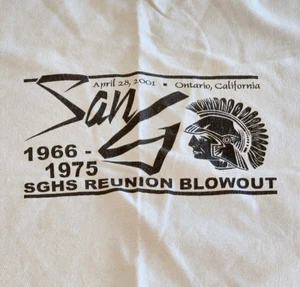 April 28, 2001 • Ontario, California
San G
1966 -
1975
SGHS REUNION BLOWOUT